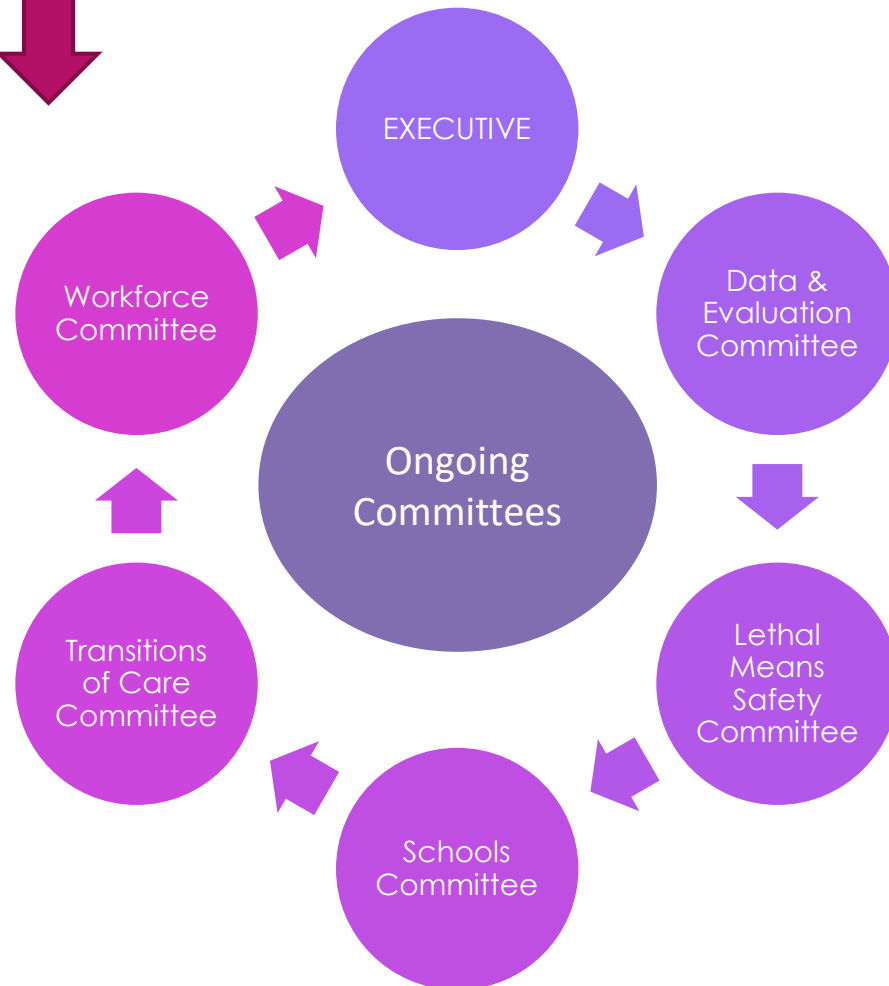 EXECUTIVE
Data &
Evaluation
Committee
Lethal
Means
Safety
Committee
Schools
Committee
Transitions
of Care
Committee
Workforce
Committee
Ongoing
Committees